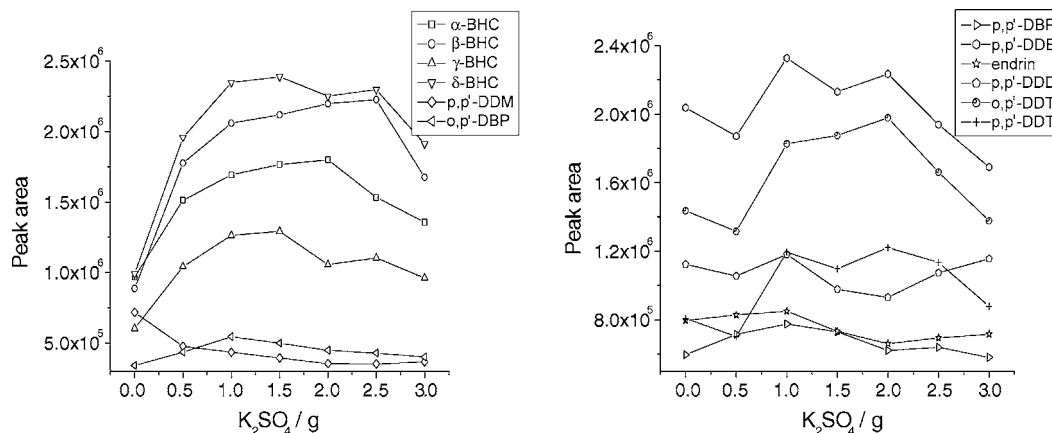 α-BHC
β-BHC
γ-BHC
δ-BHC
p,p'-DDM
o,p'-DBP
2.5x10⁶
2.0x10⁶
1.5x10⁶
1.0x10⁶
5.0x10⁵
Peak area
0.0 0.5 1.0 1.5 2.0 2.5 3.0
K₂SO₄ / g
p,p'-DBP
p,p'-DDE
endrin
p,p'-DDD
o,p'-DDT
p,p'-DDT
2.4x10⁶
2.0x10⁶
1.6x10⁶
1.2x10⁶
8.0x10⁵
Peak area
0.0 0.5 1.0 1.5 2.0 2.5 3.0
K₂SO₄ / g